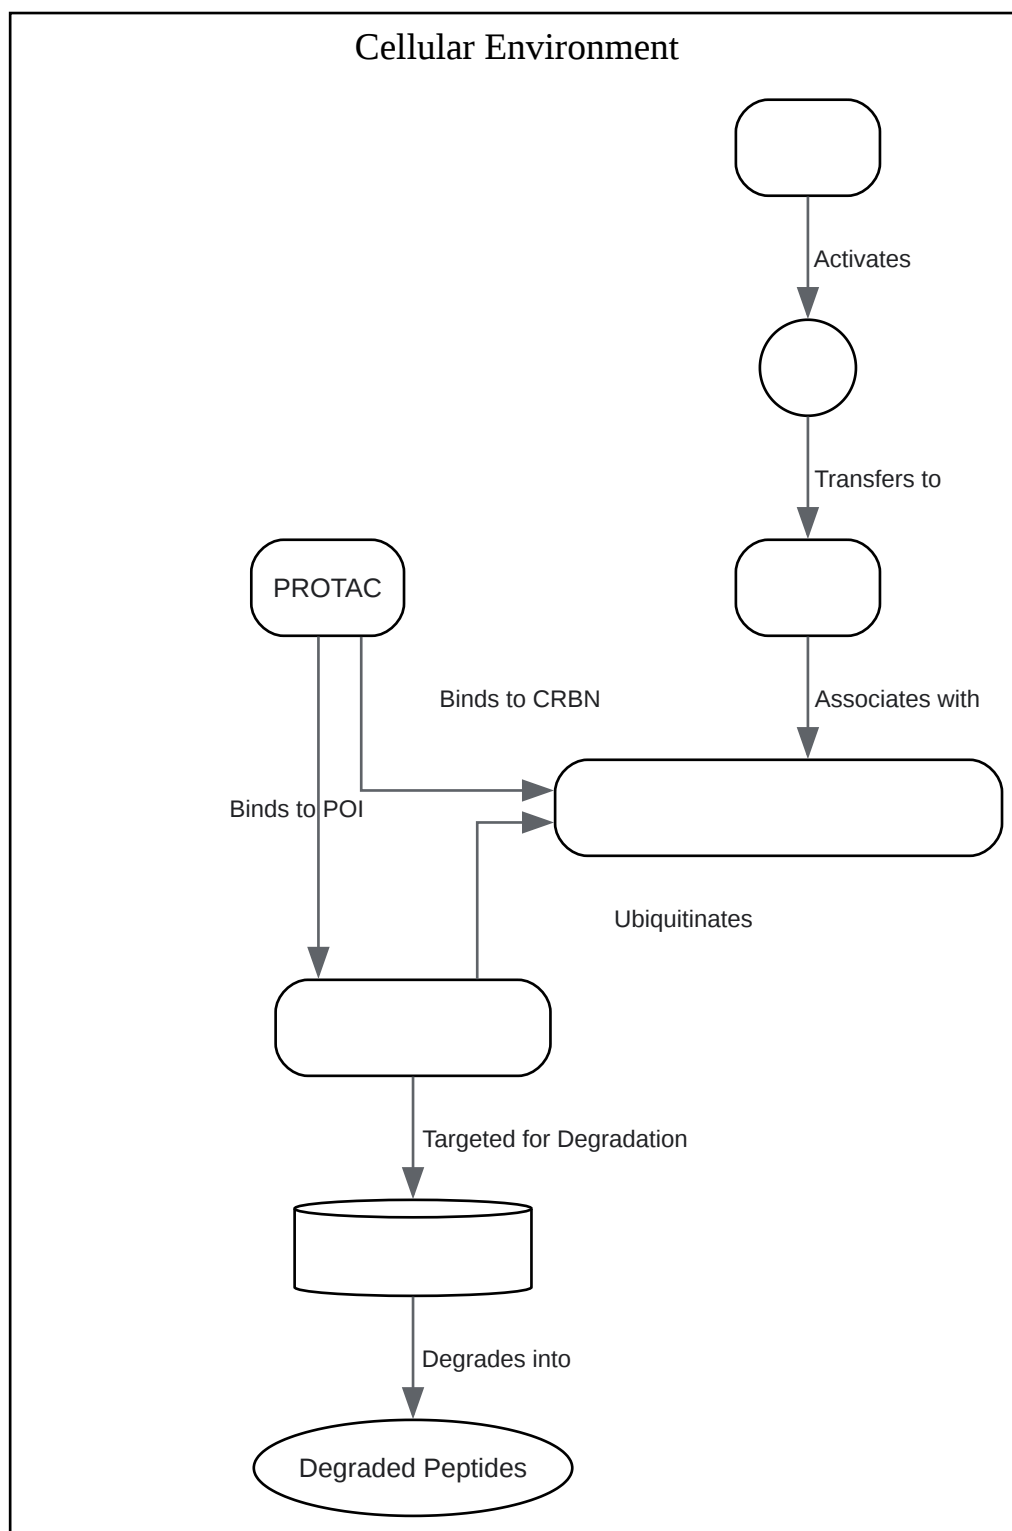 Cellular Environment
Activates
Transfers to
PROTAC
Binds to CRBN
Associates with
Binds to POI
Ubiquitinates
Targeted for Degradation
Degrades into
Degraded Peptides